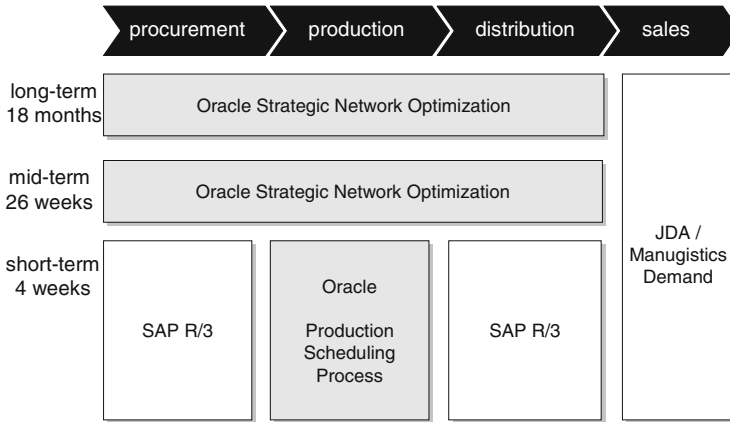 procurement production distribution sales
long-term
18 months
Oracle Strategic Network Optimization
mid-term
26 weeks
Oracle Strategic Network Optimization
short-term
4 weeks
SAP R/3
Oracle
Production
Scheduling
Process
SAP R/3
JDA /
Manugistics
Demand